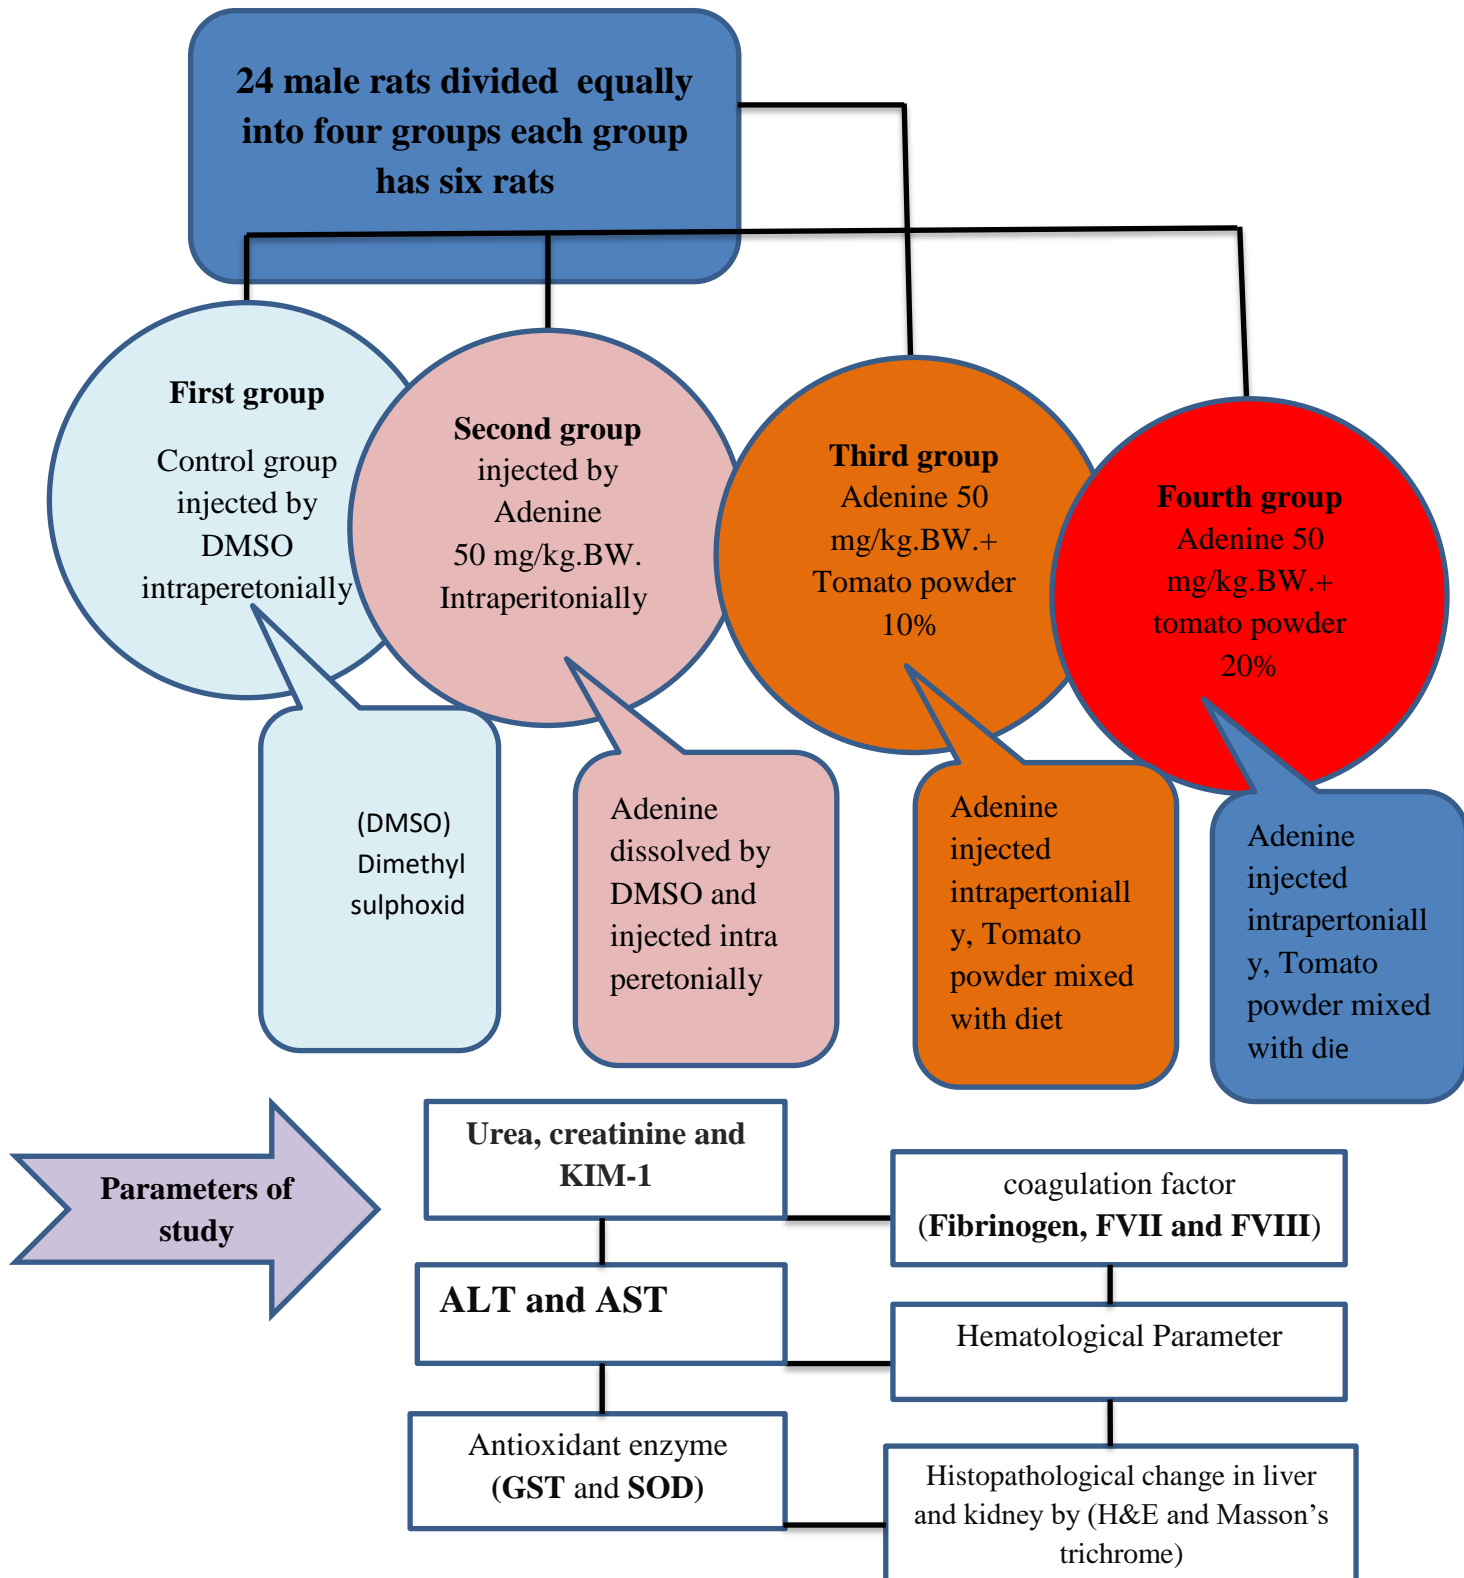 24 male rats divided equally
into four groups each group
has six rats
First group
Control group
injected by
DMSO
intraperetonially
Second group
injected by
Adenine
50 mg/kg.BW.
Intraperitonially
Third group
Adenine 50
mg/kg.BW.+
Tomato powder
10%
Fourth group
Adenine 50
mg/kg.BW.+
tomato powder
20%
(DMSO)
Dimethyl
sulphoxid
Adenine
dissolved by
DMSO and
injected intra
peretonially
Adenine
injected
intrapertoniall
y, Tomato
powder mixed
with diet
Adenine
injected
intrapertoniall
y, Tomato
powder mixed
with die
Parameters of
study
Urea, creatinine and
KIM-1
coagulation factor
(Fibrinogen, FVII and FVIII)
ALT and AST
Hematological Parameter
Antioxidant enzyme
(GST and SOD)
Histopathological change in liver
and kidney by (H&E and Masson’s
trichrome)